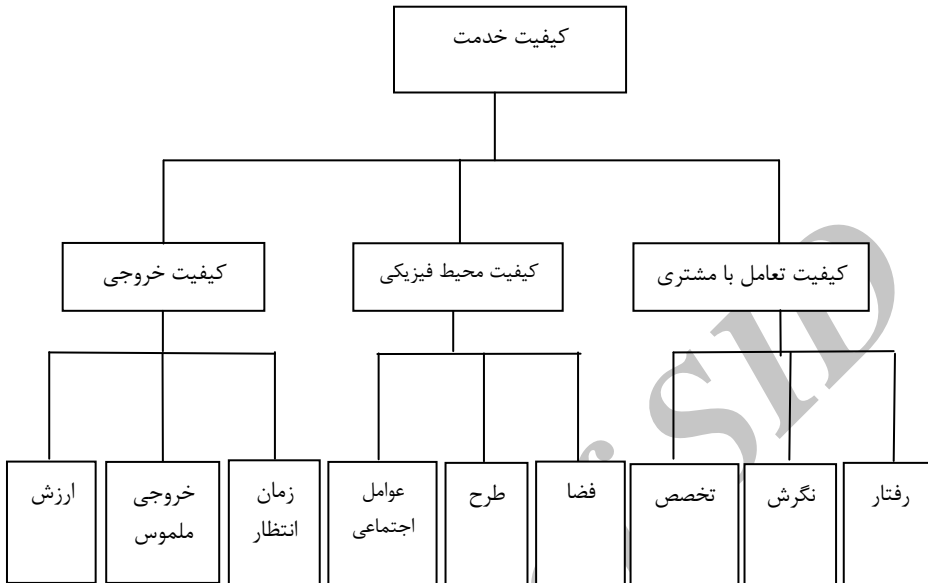 کیفیت خدمت
کیفیت تعامل با مشتری
کیفیت محیط فیزیکی
کیفیت خروجی
رفتار
نگرش
تخصص
فضا
طرح
عوامل
اجتماعی
زمان
انتظار
خروجی
ملموس
ارزش
SID